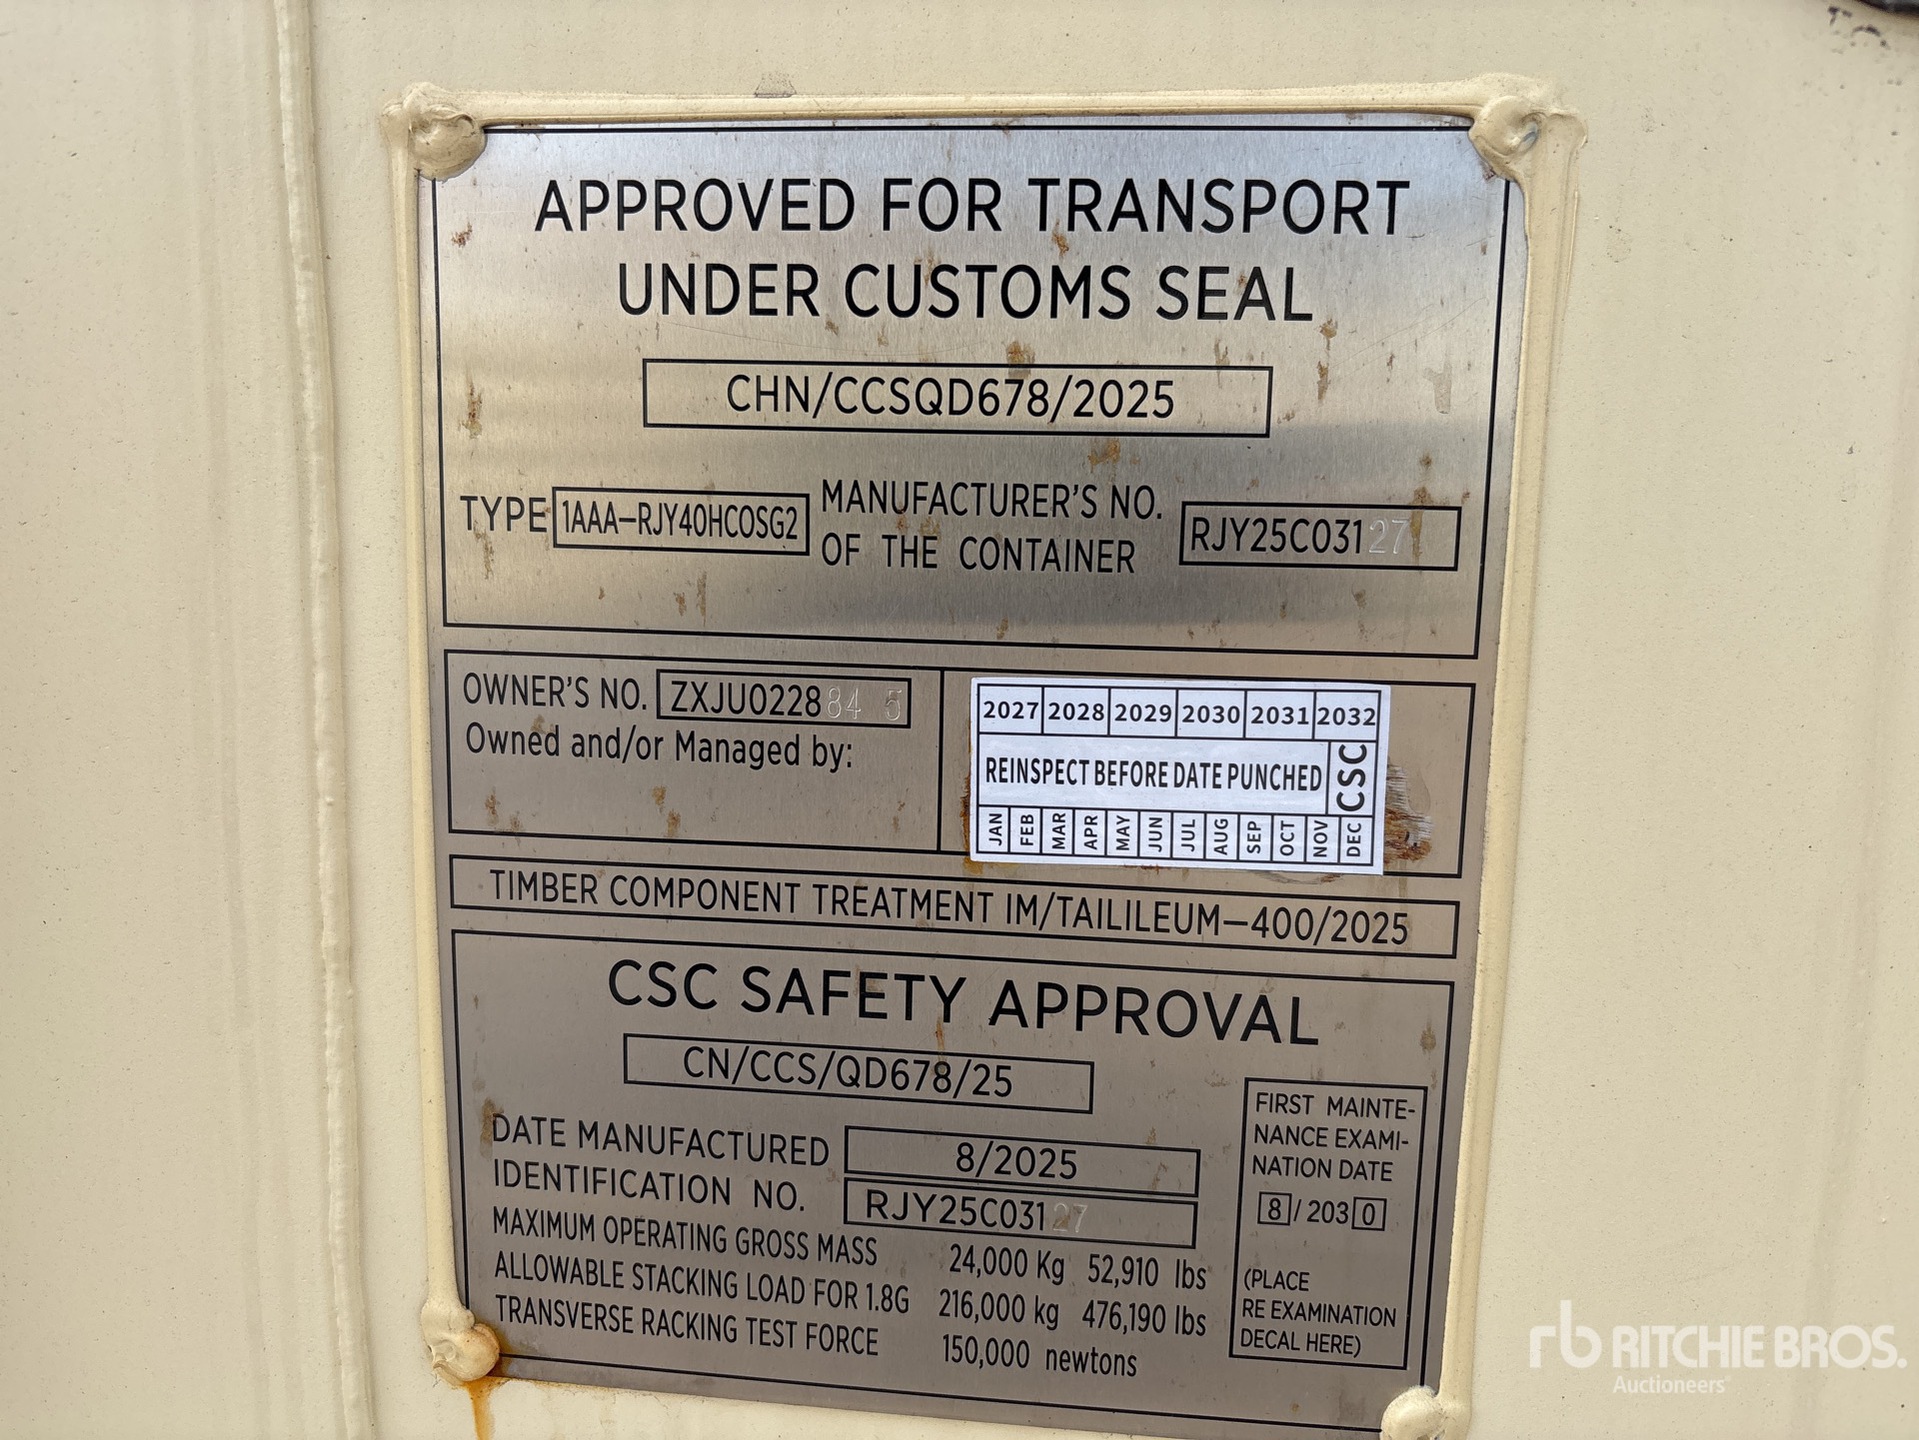 APPROVED FOR TRANSPORT
UNDER CUSTOMS SEAL
CHN/CCSQD678/2025
TYPE 1AAA-RJY40HCOSG2 MANUFACTURER'S NO. OF THE CONTAINER RJY25C03127
OWNER'S NO. ZXJU022884 5
Owned and/or Managed by:
2027 2028 2029 2030 2031 2032
REINSPECT BEFORE DATE PUNCHED CSC
JAN FEB MAR APR MAY JUN JUL AUG SEP OCT NOV DEC
TIMBER COMPONENT TREATMENT IM/TAILILEUM-400/2025
CSC SAFETY APPROVAL
CN/CCS/QD678/25
DATE MANUFACTURED 8/2025
IDENTIFICATION NO. RJY25C03127
MAXIMUM OPERATING GROSS MASS 24,000 Kg 52,910 lbs
ALLOWABLE STACKING LOAD FOR 1.8G 216,000 kg 476,190 lbs
TRANSVERSE RACKING TEST FORCE 150,000 newtons
FIRST MAINTE-
NANCE EXAMI-
NATION DATE
8/2030
(PLACE
RE EXAMINATION
DECAL HERE)
rb RITCHIE BROS.
Auctioneers